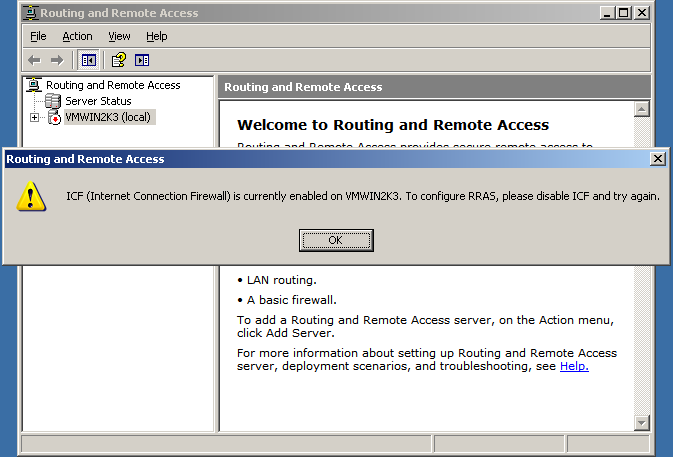 Routing and Remote Access
File Action View Help
Routing and Remote Access
Server Status
VMWIN2K3 (local)
Routing and Remote Access
Welcome to Routing and Remote Access
Routing and Remote Access provides secure remote access to
Routing and Remote Access
ICF (Internet Connection Firewall) is currently enabled on VMWIN2K3. To configure RRAS, please disable ICF and try again.
OK
• LAN routing.
• A basic firewall.
To add a Routing and Remote Access server, on the Action menu,
click Add Server.
For more information about setting up Routing and Remote Access
server, deployment scenarios, and troubleshooting, see Help.